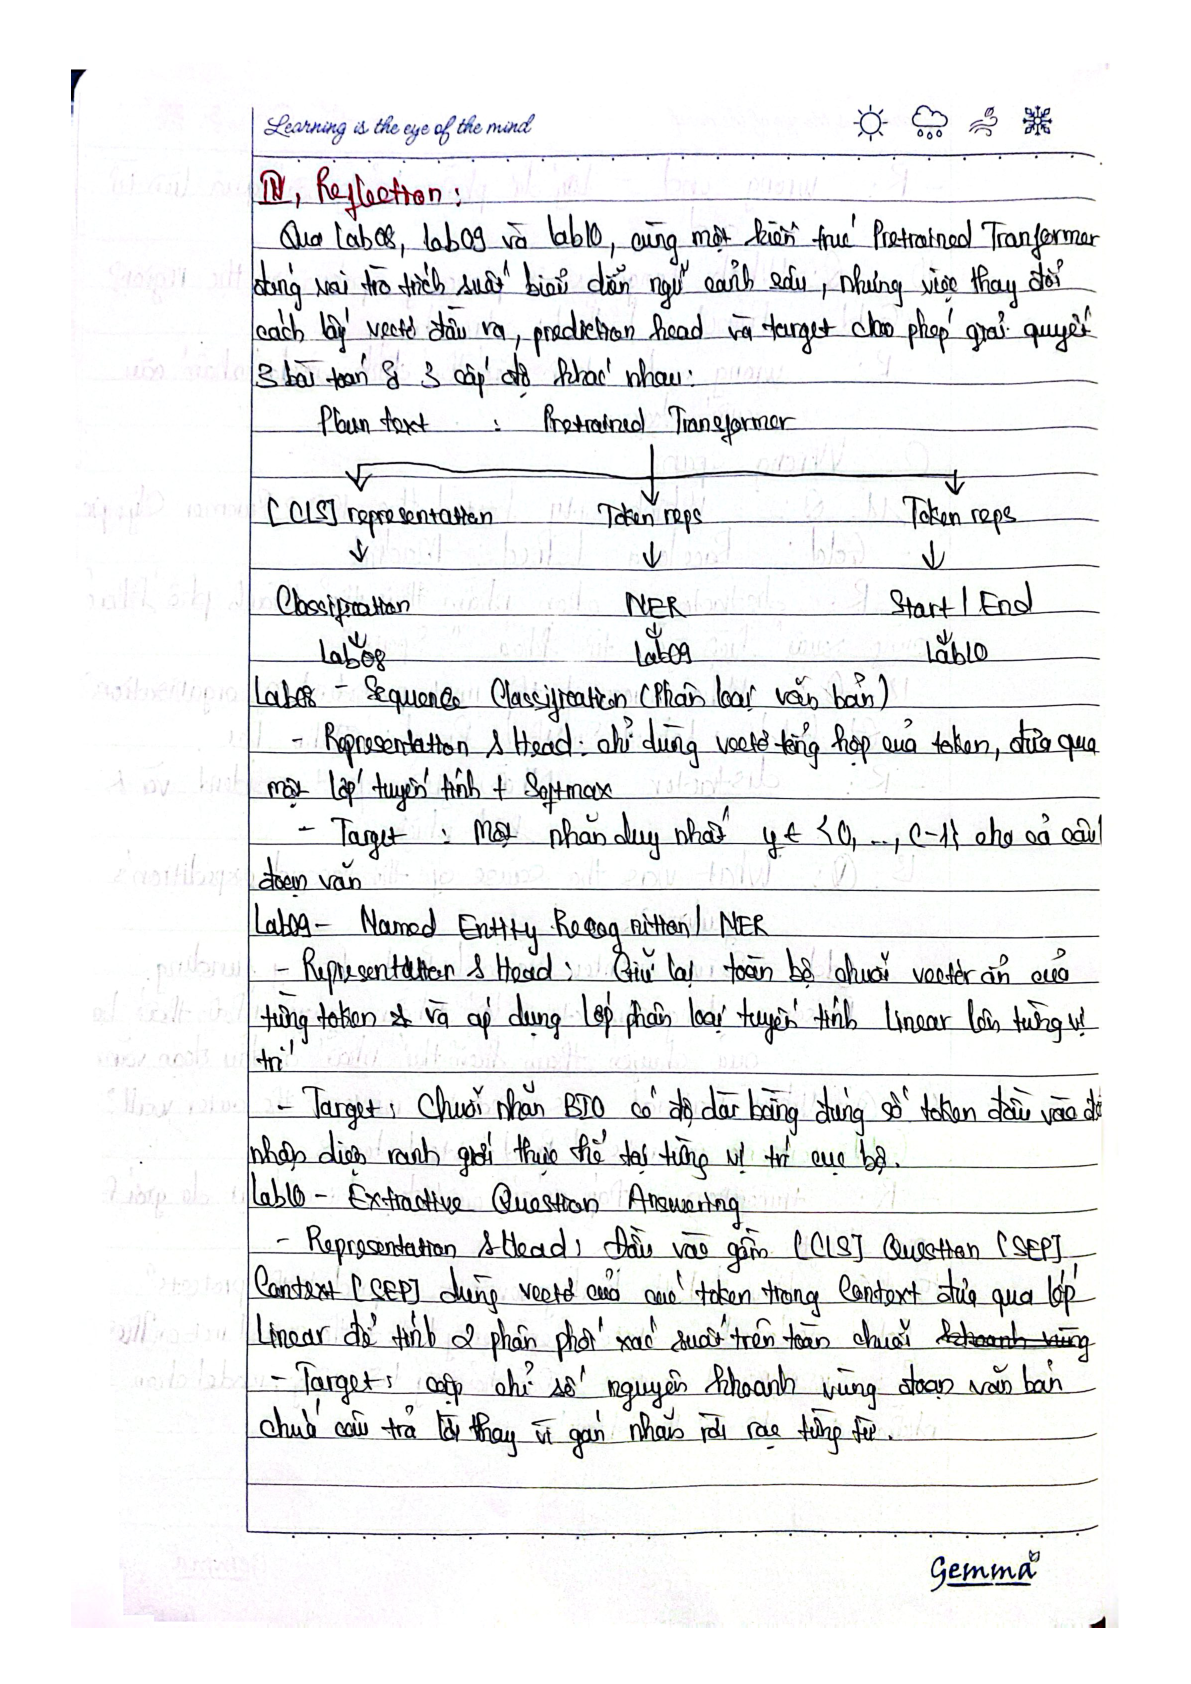 Learning is the eye of the mind
IV, Reflection:
Qua lab08, lab09 và lab10, cùng một kiến trúc Pretrained Tranformer
đóng vai trò trích suất biểu diễn ngữ cảnh sâu, nhưng việc thay đổi
cách lấy vectơ đầu ra, prediction head và target cho phép giải quyết
3 bài toán ở 3 cấp độ khác nhau:
Plain text : Pretrained Transformer
[CLS] representation Token reps Token reps
Classification NER Start / End
Lab08 Lab09 Lab10
Lab08 - Sequence Classification (Phân loại văn bản)
- Representation & Head: chỉ dùng vectơ tổng hợp của token, đưa qua
một lớp tuyến tính + Softmax
- Target : Một nhãn duy nhất y ∈ {0, ..., C-1} cho cả câu/
đoạn văn
Lab09 - Named Entity Recognition / NER
- Representation & Head: Giữ lại toàn bộ chuỗi vectơ ẩn của
từng token và áp dụng lớp phân loại tuyến tính linear lên từng vị
trí
- Target: Chuỗi nhãn BIO có độ dài bằng đúng số token đầu vào để
nhận diện ranh giới thực thể tại từng vị trí cục bộ.
Lab10 - Extractive Question Answering
- Representation & Head: Đầu vào gồm [CLS] Question [SEP]
Context [SEP] dùng vectơ của các token trong Context đưa qua lớp
Linear để tính 2 phân phối xác suất trên toàn chuỗi khoanh vùng
- Target: cặp chỉ số nguyên khoanh vùng đoạn văn bản
chứa câu trả lời thay vì gán nhãn rời rạc từng từ.
Gemma